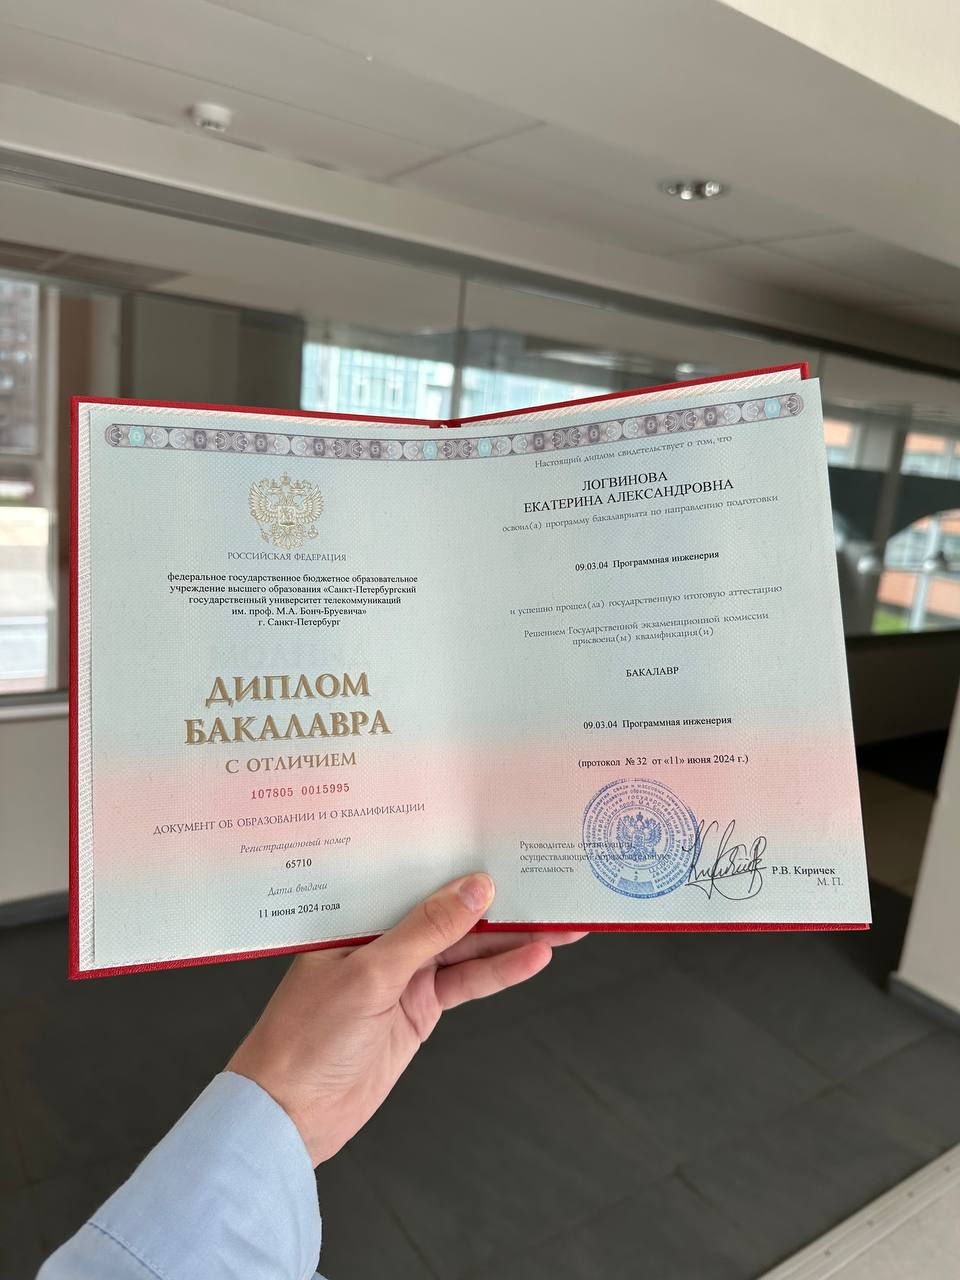 РОССИЙСКАЯ ФЕДЕРАЦИЯ
федеральное государственное бюджетное образовательное
учреждение высшего образования «Санкт-Петербургский
государственный университет телекоммуникаций
им. проф. М.А. Бонч-Бруевича»
г. Санкт-Петербург
ДИПЛОМ
БАКАЛАВРА
С ОТЛИЧИЕМ
107805 0015995
ДОКУМЕНТ ОБ ОБРАЗОВАНИИ И О КВАЛИФИКАЦИИ
Регистрационный номер
65710
Дата выдачи
11 июня 2024 года
Настоящий диплом свидетельствует о том, что
ЛОГВИНОВА
ЕКАТЕРИНА АЛЕКСАНДРОВНА
освоил(а) программу бакалавриата по направлению подготовки
09.03.04 Программная инженерия
и успешно прошел(ла) государственную итоговую аттестацию
Решением Государственной экзаменационной комиссии
присвоена(ы) квалификация(и)
БАКАЛАВР
09.03.04 Программная инженерия
(протокол № 32 от «11» июня 2024 г.)
Руководитель организации,
осуществляющей образовательную
деятельность
Р.В. Киричек
М. П.